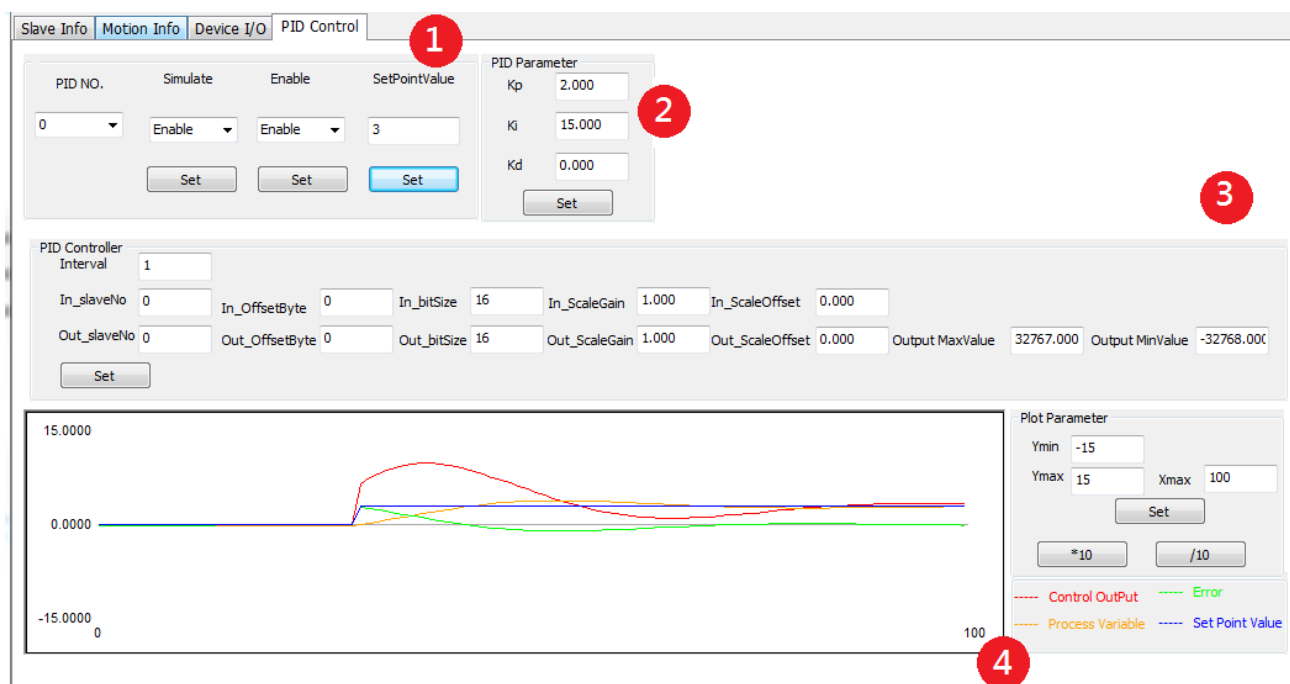 Slave Info Motion Info Device I/O PID Control
1
PID NO. Simulate Enable SetPointValue
0 Enable Enable 3
Set Set Set
PID Parameter
Kp 2.000
Ki 15.000
Kd 0.000
Set
2
3
PID Controller
Interval 1
In_slaveNo 0 In_OffsetByte 0 In_bitSize 16 In_ScaleGain 1.000 In_ScaleOffset 0.000
Out_slaveNo 0 Out_OffsetByte 0 Out_bitSize 16 Out_ScaleGain 1.000 Out_ScaleOffset 0.000 Output MaxValue 32767.000 Output MinValue -32768.00(
Set
15.0000
0.0000
-15.0000
0 100
Plot Parameter
Ymin -15
Ymax 15 Xmax 100
Set
*10 /10
----- Control OutPut ----- Error
----- Process Variable ----- Set Point Value
4